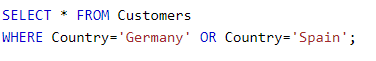 SELECT * FROM Customers
WHERE Country='Germany' OR Country='Spain';